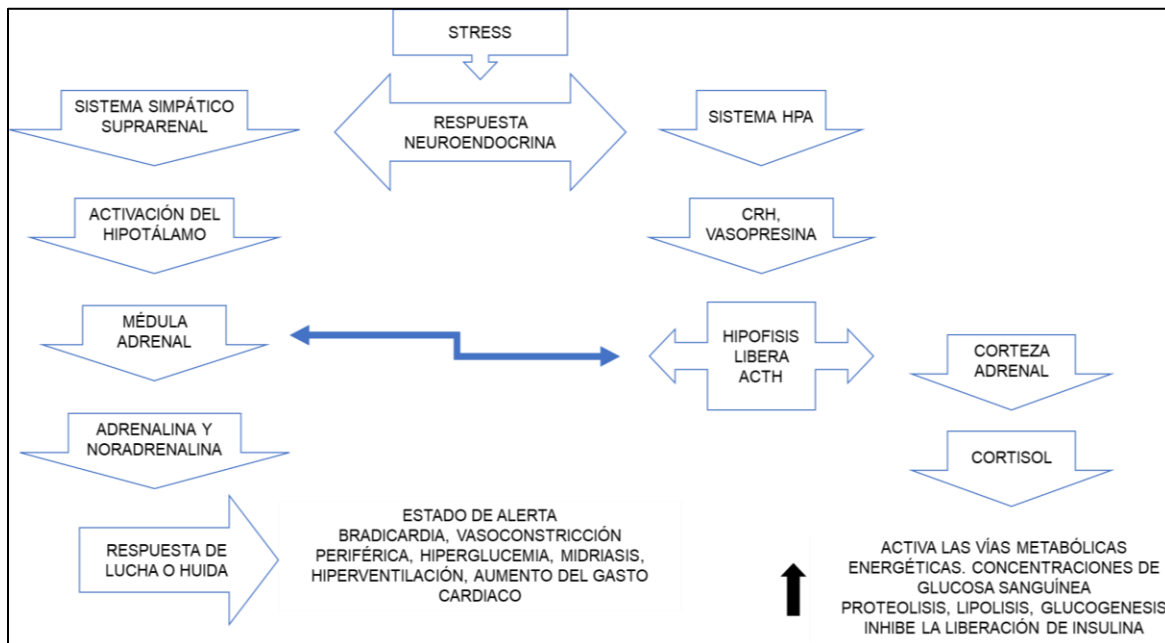 STRESS
SISTEMA SIMPÁTICO
SUPRARENAL
RESPUESTA
NEUROENDOCRINA
SISTEMA HPA
ACTIVACIÓN DEL
HIPOTÁLAMO
CRH,
VASOPRESINA
MÉDULA
ADRENAL
HIPOFISIS
LIBERA
ACTH
CORTEZA
ADRENAL
ADRENALINA Y
NORADRENALINA
CORTISOL
RESPUESTA DE
LUCHA O HUIDA
ESTADO DE ALERTA
BRADICARDIA, VASOCONSTRICCIÓN
PERIFÉRICA, HIPERGLUCEMIA, MIDRIASIS,
HIPERVENTILACIÓN, AUMENTO DEL GASTO
CARDIACO
ACTIVA LAS VÍAS METABÓLICAS
ENERGÉTICAS. CONCENTRACIONES DE
GLUCOSA SANGUÍNEA
PROTEOLISIS, LIPOLISIS, GLUCOGENESIS
INHIBE LA LIBERACIÓN DE INSULINA